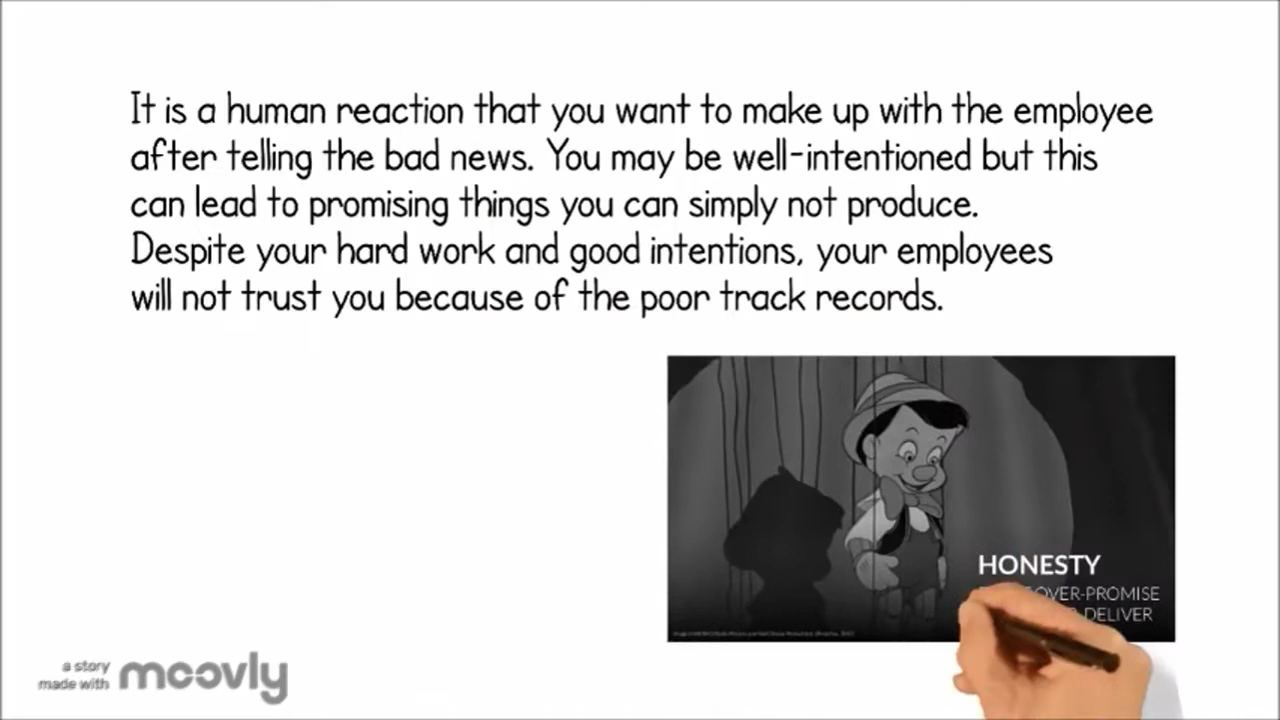 It is a human reaction that you want to make up with the employee
after telling the bad news. You may be well-intentioned but this
can lead to promising things you can simply not produce.
Despite your hard work and good intentions, your employees
will not trust you because of the poor track records.
HONESTY
OVER-PROMISE
DELIVER
a story
made with moovly